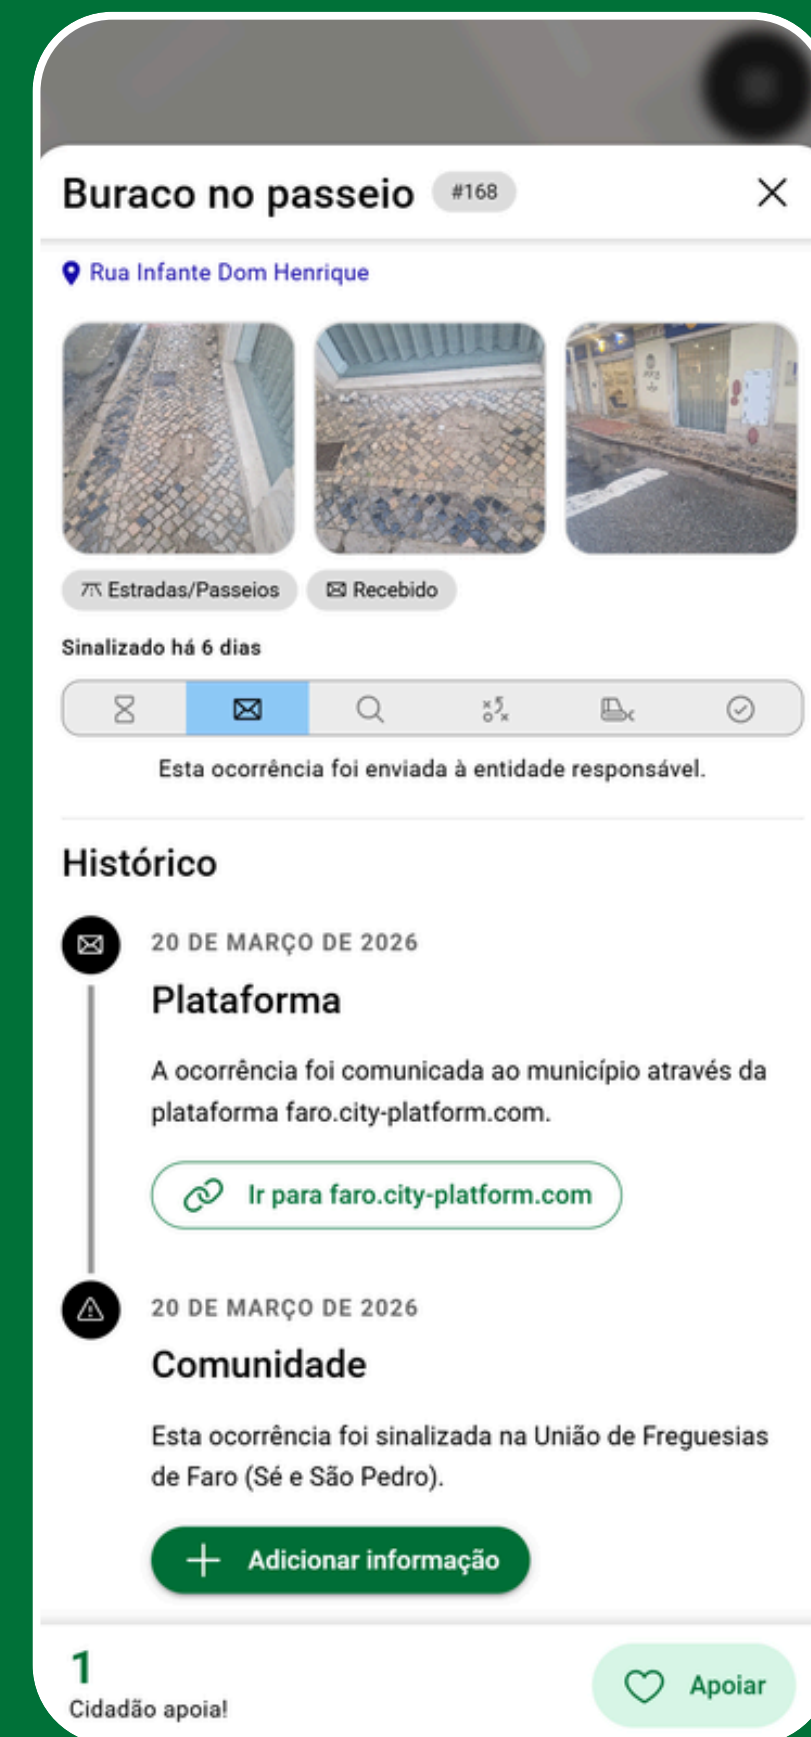 Buraco no passeio #168
Rua Infante Dom Henrique
Estradas/Passeios Recebido
Sinalizado há 6 dias
Esta ocorrência foi enviada à entidade responsável.
Histórico
20 DE MARÇO DE 2026
Plataforma
A ocorrência foi comunicada ao município através da
plataforma faro.city-platform.com.
Ir para faro.city-platform.com
20 DE MARÇO DE 2026
Comunidade
Esta ocorrência foi sinalizada na União de Freguesias
de Faro (Sé e São Pedro).
Adicionar informação
1
Cidadão apoia!
Apoiar